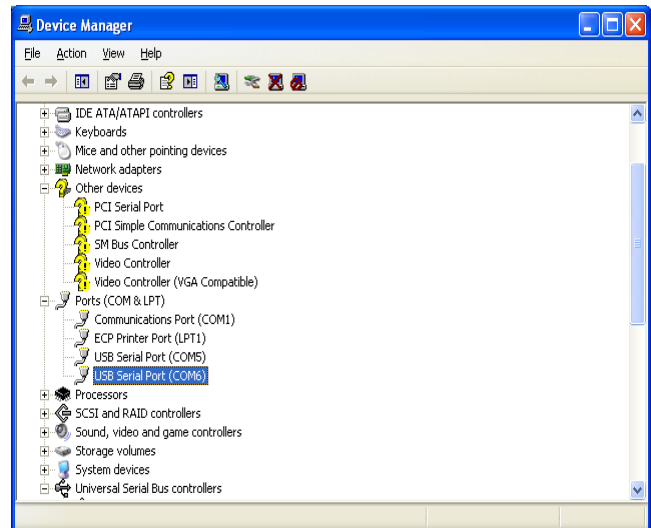 Device Manager
File Action View Help
IDE ATA/ATAPI controllers
Keyboards
Mice and other pointing devices
Network adapters
Other devices
PCI Serial Port
PCI Simple Communications Controller
SM Bus Controller
Video Controller
Video Controller (VGA Compatible)
Ports (COM & LPT)
Communications Port (COM1)
ECP Printer Port (LPT1)
USB Serial Port (COM5)
USB Serial Port (COM6)
Processors
SCSI and RAID controllers
Sound, video and game controllers
Storage volumes
System devices
Universal Serial Bus controllers